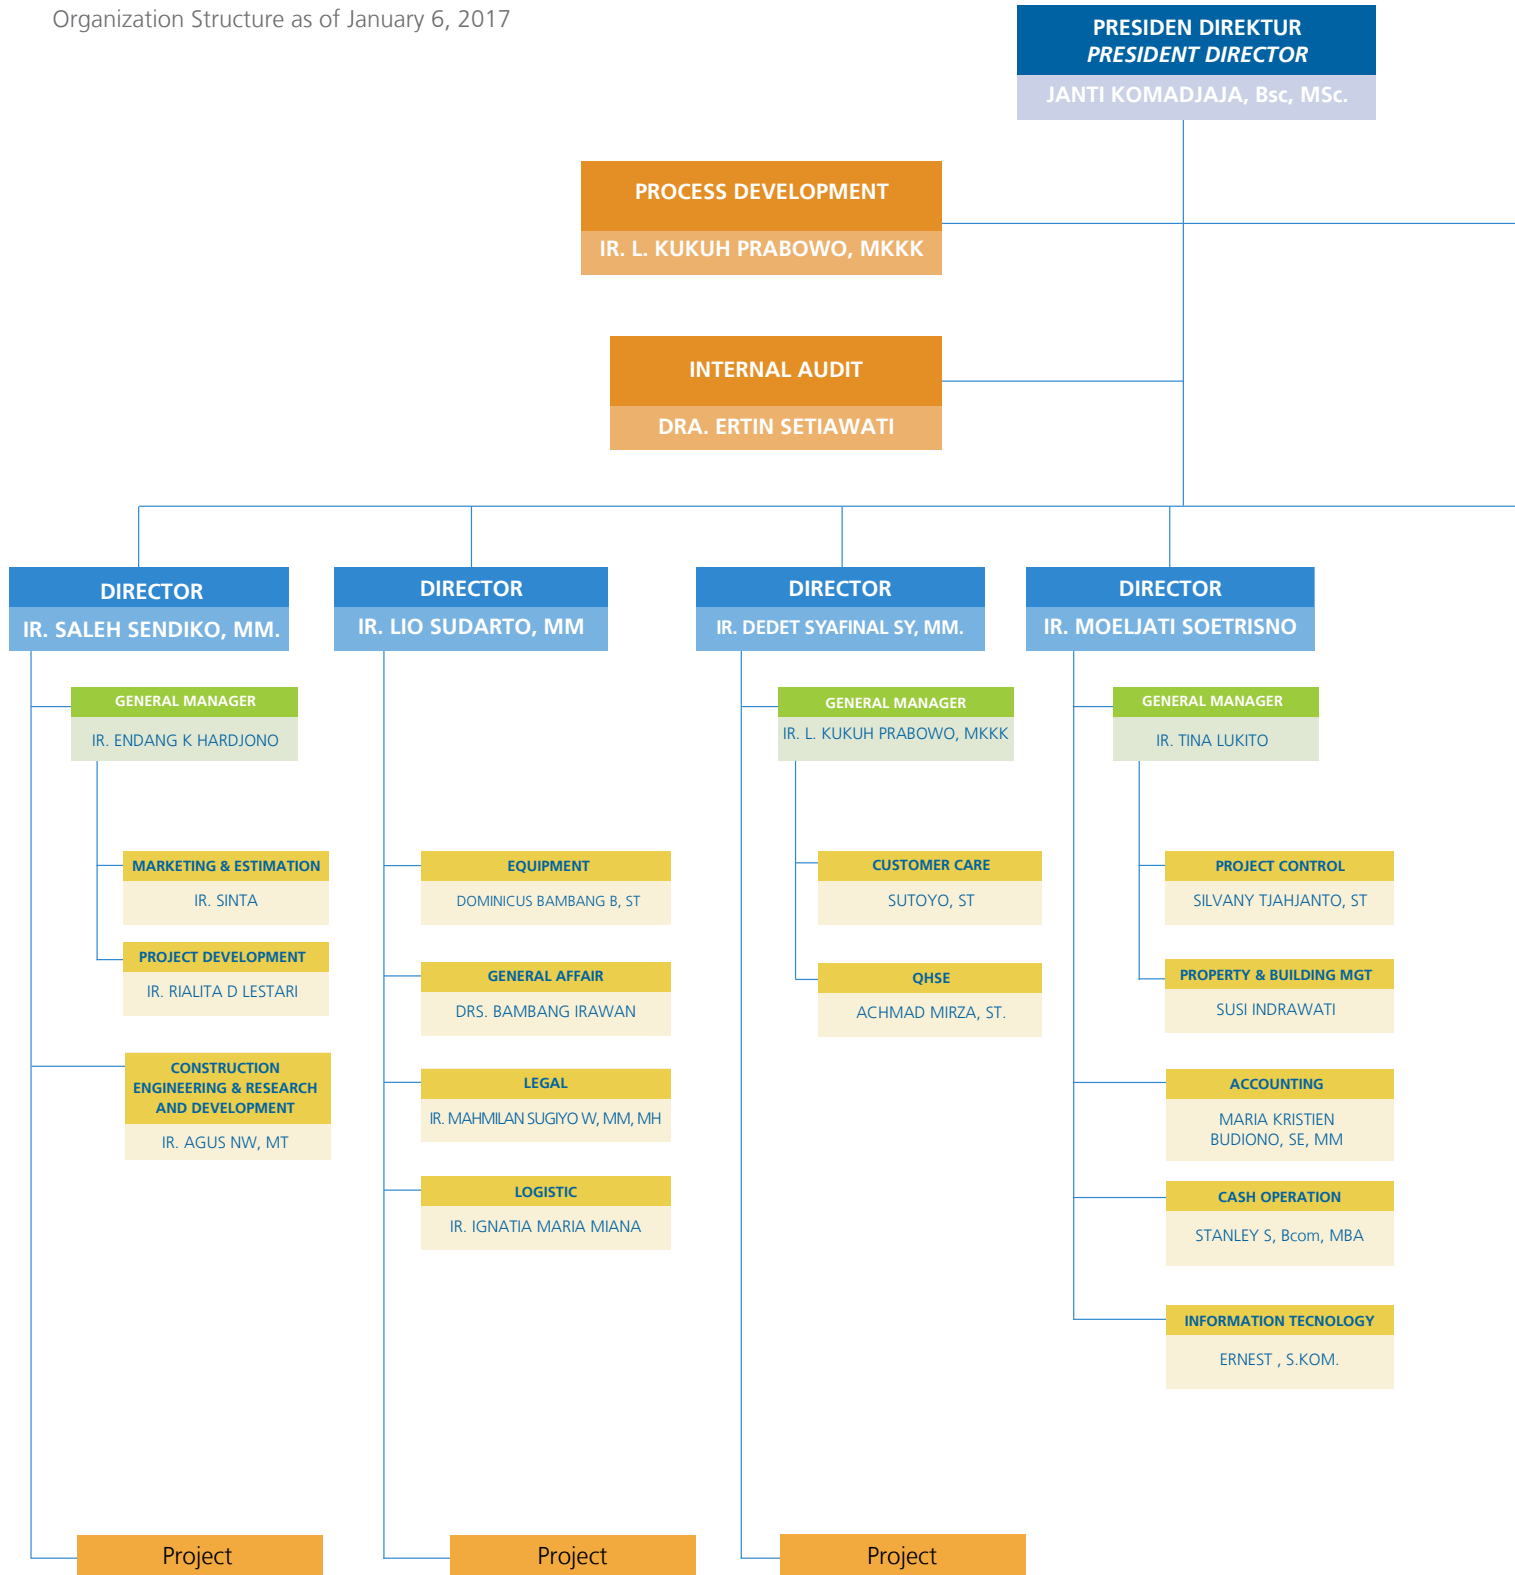 Organization Structure as of January 6, 2017
PRESIDEN DIREKTUR
PRESIDENT DIRECTOR
JANTI KOMADJAJA, Bsc, MSc.
PROCESS DEVELOPMENT
IR. L. KUKUH PRABOWO, MKKK
INTERNAL AUDIT
DRA. ERTIN SETIAWATI
DIRECTOR
IR. SALEH SENDIKO, MM.
GENERAL MANAGER
IR. ENDANG K HARDJONO
MARKETING & ESTIMATION
IR. SINTA
PROJECT DEVELOPMENT
IR. RIALITA D LESTARI
CONSTRUCTION
ENGINEERING & RESEARCH
AND DEVELOPMENT
IR. AGUS NW, MT
Project
DIRECTOR
IR. LIO SUDARTO, MM
EQUIPMENT
DOMINICUS BAMBANG B, ST
GENERAL AFFAIR
DRS. BAMBANG IRAWAN
LEGAL
IR. MAHMILAN SUGIYO W, MM, MH
LOGISTIC
IR. IGNATIA MARIA MIANA
Project
DIRECTOR
IR. DEDET SYAFINAL SY, MM.
GENERAL MANAGER
IR. L. KUKUH PRABOWO, MKKK
CUSTOMER CARE
SUTOYO, ST
QHSE
ACHMAD MIRZA, ST.
Project
DIRECTOR
IR. MOELJATI SOETRISNO
GENERAL MANAGER
IR. TINA LUKITO
PROJECT CONTROL
SILVANY TJAHJANTO, ST
PROPERTY & BUILDING MGT
SUSI INDRAWATI
ACCOUNTING
MARIA KRISTIEN
BUDIONO, SE, MM
CASH OPERATION
STANLEY S, Bcom, MBA
INFORMATION TECNOLOGY
ERNEST , S.KOM.